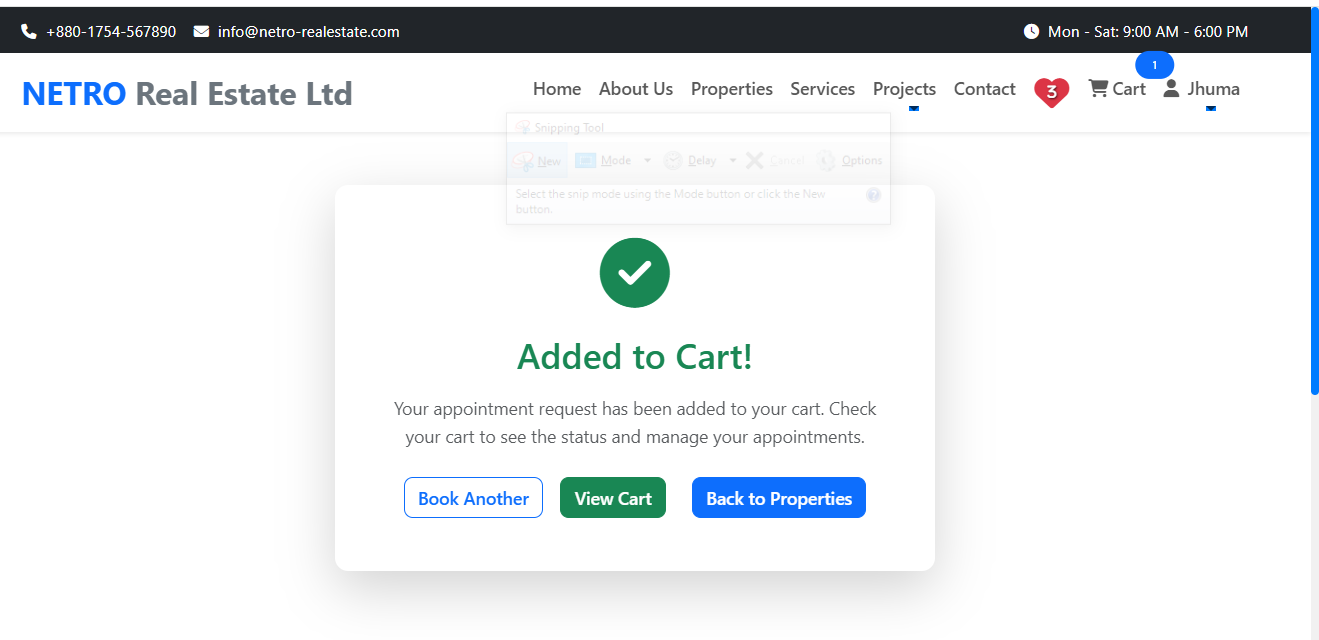 +880-1754-567890 info@netro-realestate.com Mon - Sat: 9:00 AM - 6:00 PM
1
NETRO Real Estate Ltd Home About Us Properties Services Projects Contact 3 Cart Jhuma
Snipping Tool
New Mode Delay Cancel Options
Select the snip mode using the Mode button or click the New
button.
Added to Cart!
Your appointment request has been added to your cart. Check
your cart to see the status and manage your appointments.
Book Another View Cart Back to Properties